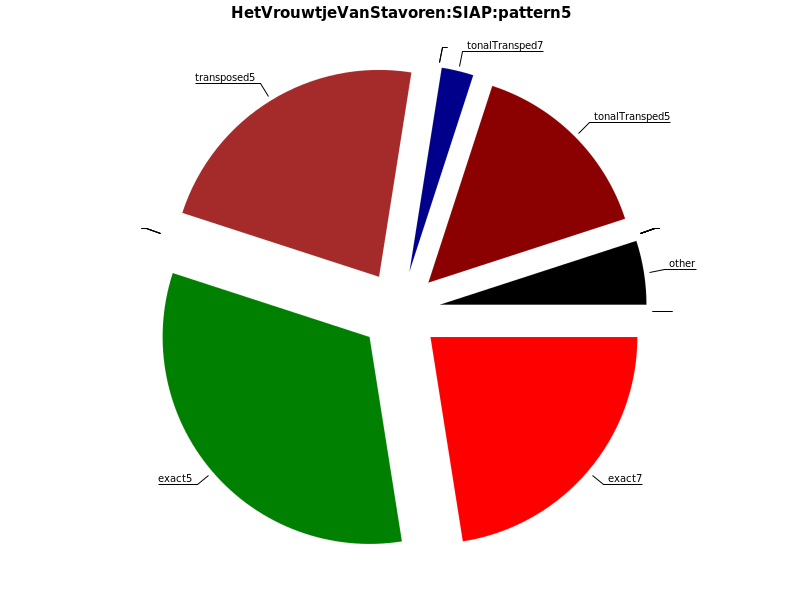 HetVrouwtjeVanStavoren:SIAP:pattern5
tonalTransped7
transposed5
tonalTransped5
other
exact5
exact7